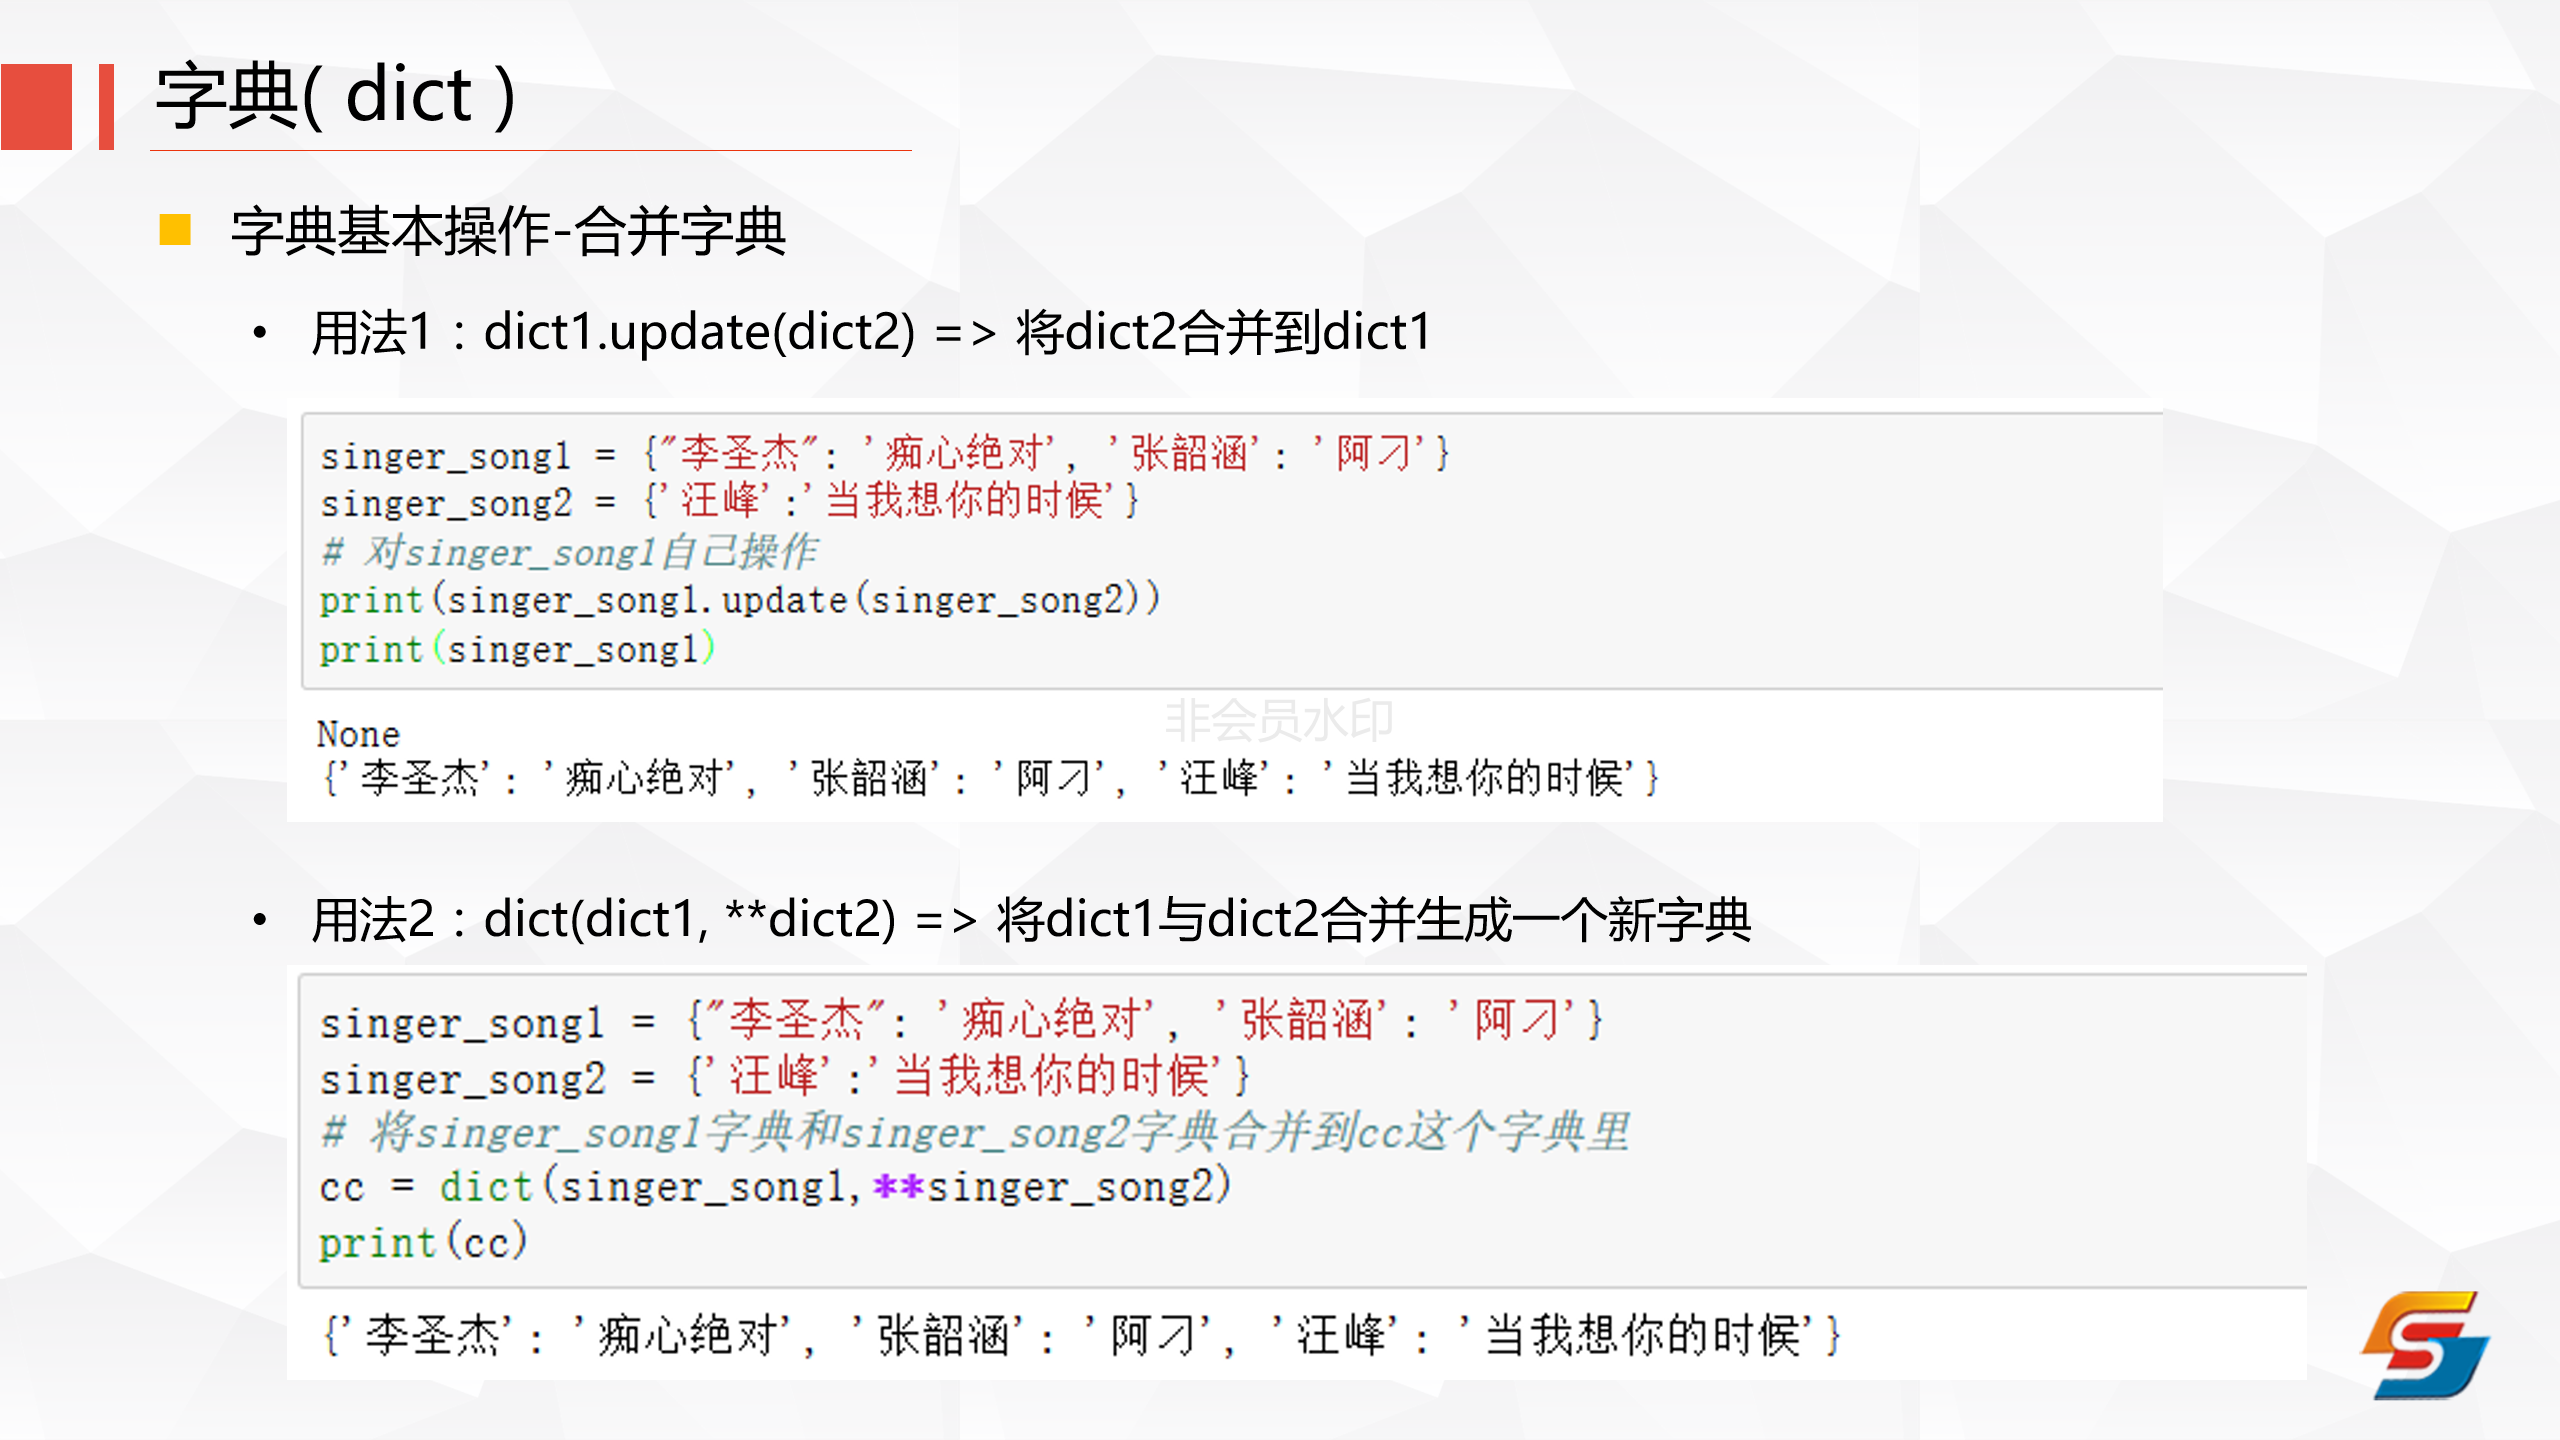 字典( dict )
字典基本操作-合并字典
• 用法1：dict1.update(dict2) => 将dict2合并到dict1
singer_song1 = {"李圣杰": '痴心绝对', '张韶涵': '阿刁'}
singer_song2 = {'汪峰':'当我想你的时候'}
# 对singer_song1自己操作
print(singer_song1.update(singer_song2))
print(singer_song1)
非会员水印
None
{'李圣杰': '痴心绝对', '张韶涵': '阿刁', '汪峰': '当我想你的时候'}
• 用法2：dict(dict1, **dict2) => 将dict1与dict2合并生成一个新字典
singer_song1 = {"李圣杰": '痴心绝对', '张韶涵': '阿刁'}
singer_song2 = {'汪峰':'当我想你的时候'}
# 将singer_song1字典和singer_song2字典合并到cc这个字典里
cc = dict(singer_song1,**singer_song2)
print(cc)
{'李圣杰': '痴心绝对', '张韶涵': '阿刁', '汪峰': '当我想你的时候'}